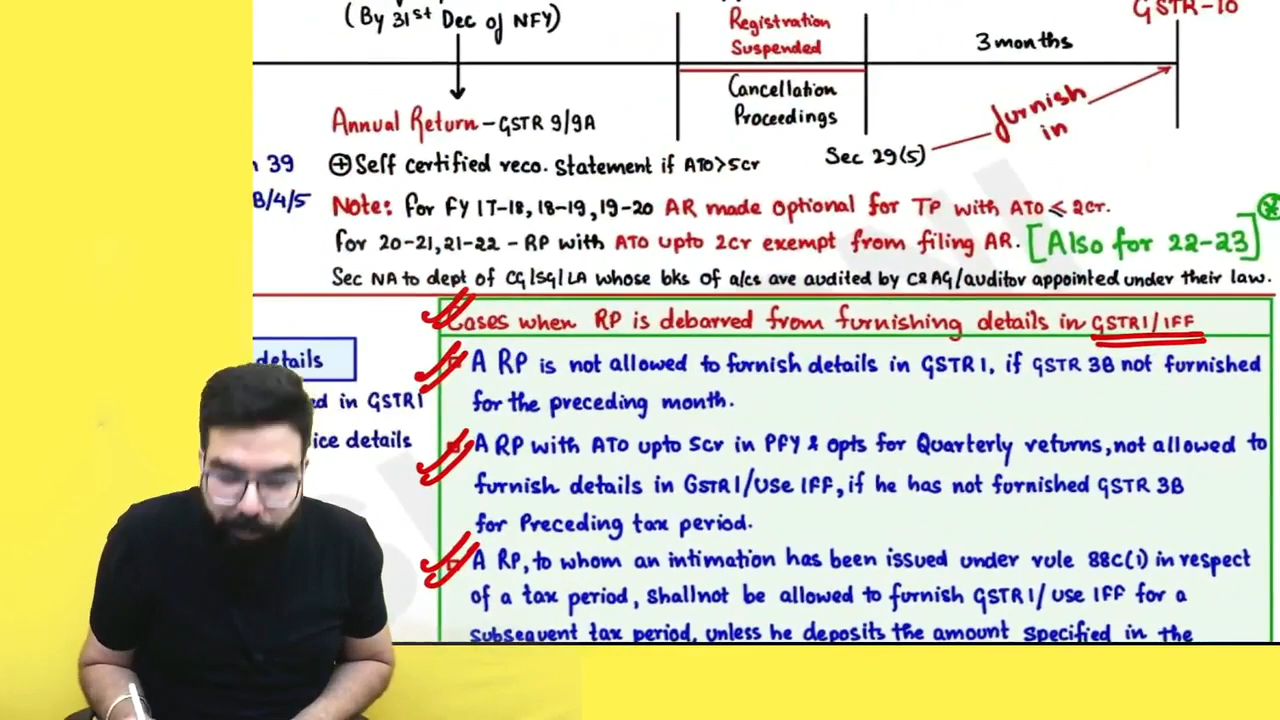 (By 31st Dec of NFY)
Registration
Suspended
3 months
GSTR-10
Cancellation
Proceedings
furnish
in
Annual Return - GSTR 9/9A
Sec 29(5)
39
⊕ Self certified reco. Statement if ATO>5cr
B/4/5
Note: for FY 17-18, 18-19, 19-20 AR made optional for TP with ATO ⩽ 2cr.
for 20-21, 21-22 - RP with ATO upto 2cr exempt from filing AR. [Also for 22-23]
Sec NA to dept of CG/SG/LA whose bks of a/cs are audited by C&AG/auditor appointed under their law.
Cases when RP is debarred from furnishing details in GSTR1/IFF
details
A RP is not allowed to furnish details in GSTR1, if GSTR 3B not furnished
for the preceding month.
in GSTR1
details
A RP with ATO upto 5cr in PFY & opts for Quarterly returns, not allowed to
furnish details in GSTR1/USE IFF, if he has not furnished GSTR 3B
for Preceding tax period.
A RP, to whom an intimation has been issued under rule 88C(1) in respect
of a tax period, shall not be allowed to furnish GSTR1/use IFF for a
subsequent tax period, unless he deposits the amount specified in the